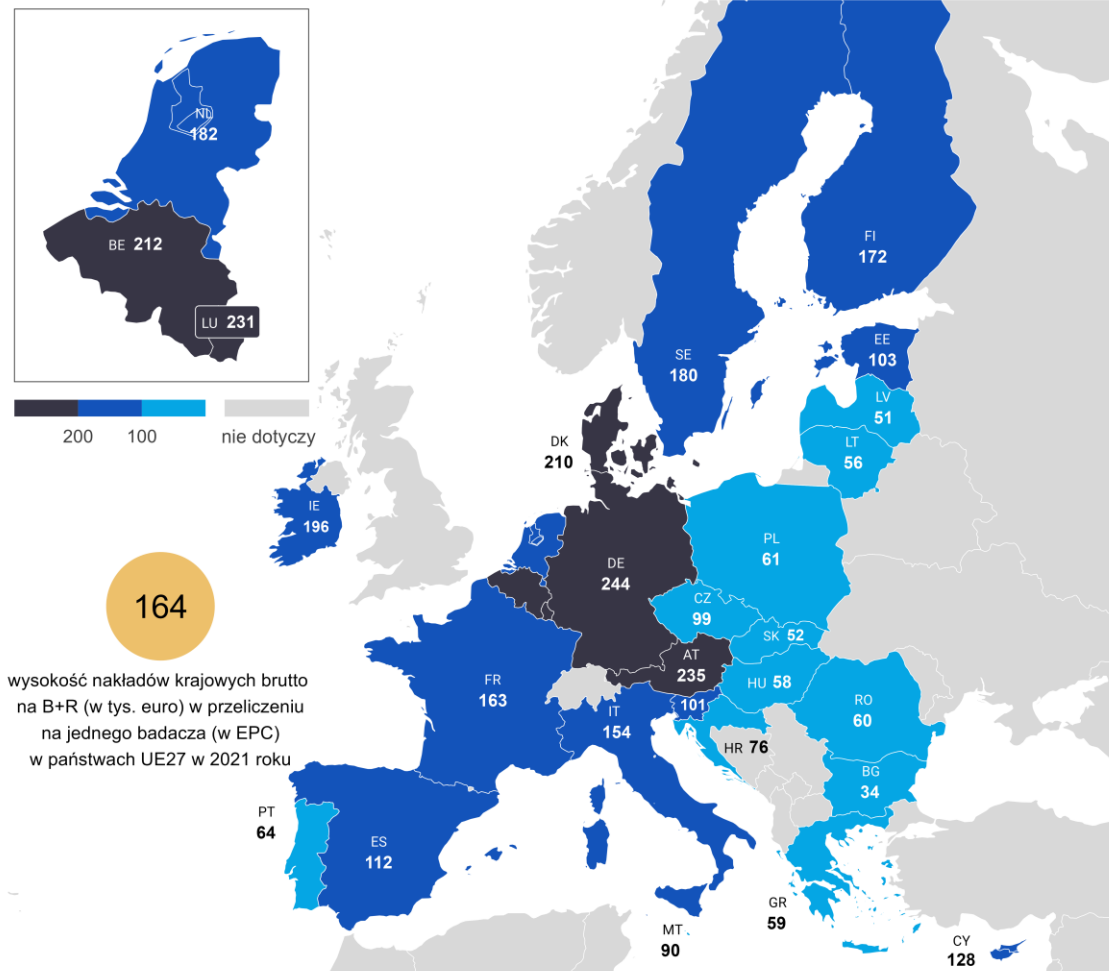 NL
182
BE 212
LU 231
200 100 nie dotyczy
FI
172
SE
180
EE
103
LV
51
LT
56
DK
210
IE
196
PL
61
DE
244
CZ
99
SK 52
AT
235
HU 58
164
wysokość nakładów krajowych brutto
na B+R (w tys. euro) w przeliczeniu
na jednego badacza (w EPC)
w państwach UE27 w 2021 roku
FR
163
101
IT
154
RO
60
HR 76
BG
34
PT
64
ES
112
GR
59
MT
90
CY
128